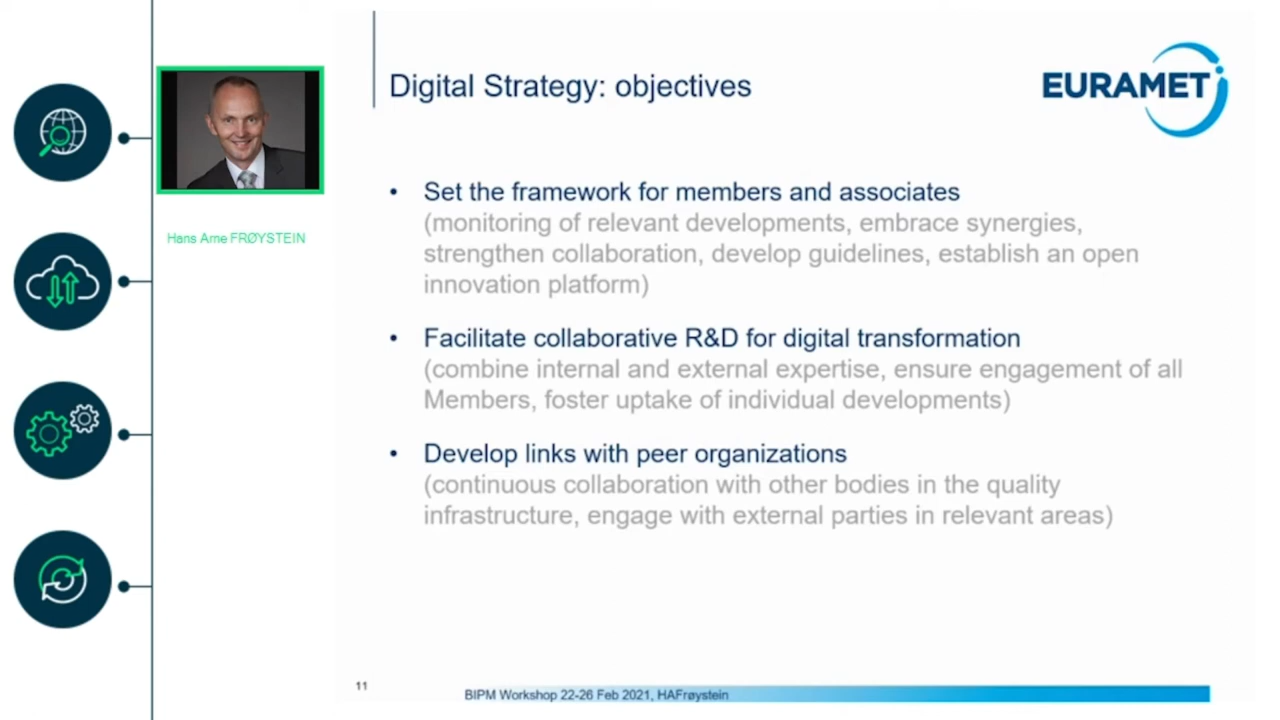 Digital Strategy: objectives
EURAMET
Hans Arne FRØYSTEIN
• Set the framework for members and associates
(monitoring of relevant developments, embrace synergies,
strengthen collaboration, develop guidelines, establish an open
innovation platform)
• Facilitate collaborative R&D for digital transformation
(combine internal and external expertise, ensure engagement of all
Members, foster uptake of individual developments)
• Develop links with peer organizations
(continuous collaboration with other bodies in the quality
infrastructure, engage with external parties in relevant areas)
11
BIPM Workshop 22-26 Feb 2021, HAFrøystein